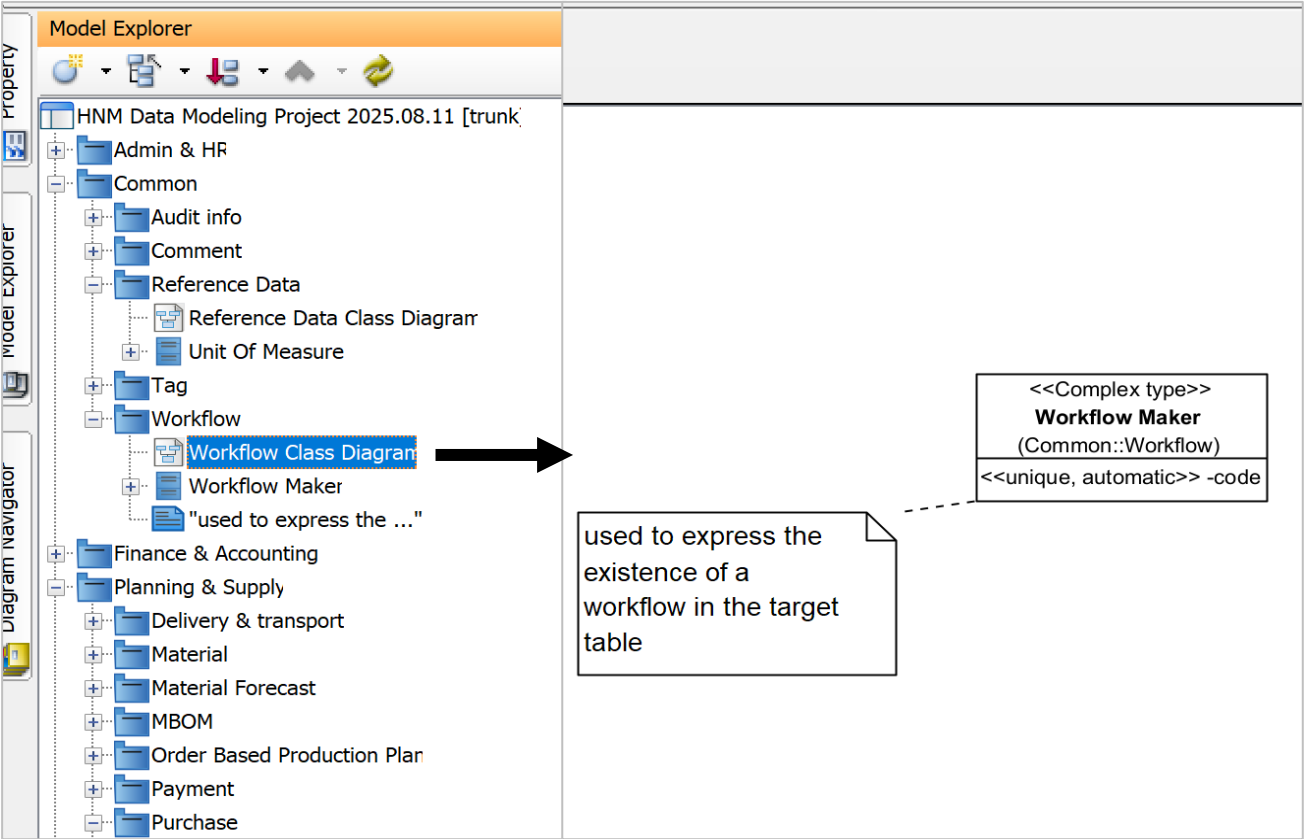 Model Explorer
Property
Model Explorer
Diagram Navigator
HNM Data Modeling Project 2025.08.11 [trunk]
Admin & HR
Common
Audit info
Comment
Reference Data
Reference Data Class Diagram
Unit Of Measure
Tag
Workflow
Workflow Class Diagram
Workflow Maker
"used to express the ..."
Finance & Accounting
Planning & Supply
Delivery & transport
Material
Material Forecast
MBOM
Order Based Production Plan
Payment
Purchase
<<Complex type>>
Workflow Maker
(Common::Workflow)
<<unique, automatic>> -code
used to express the
existence of a
workflow in the target
table